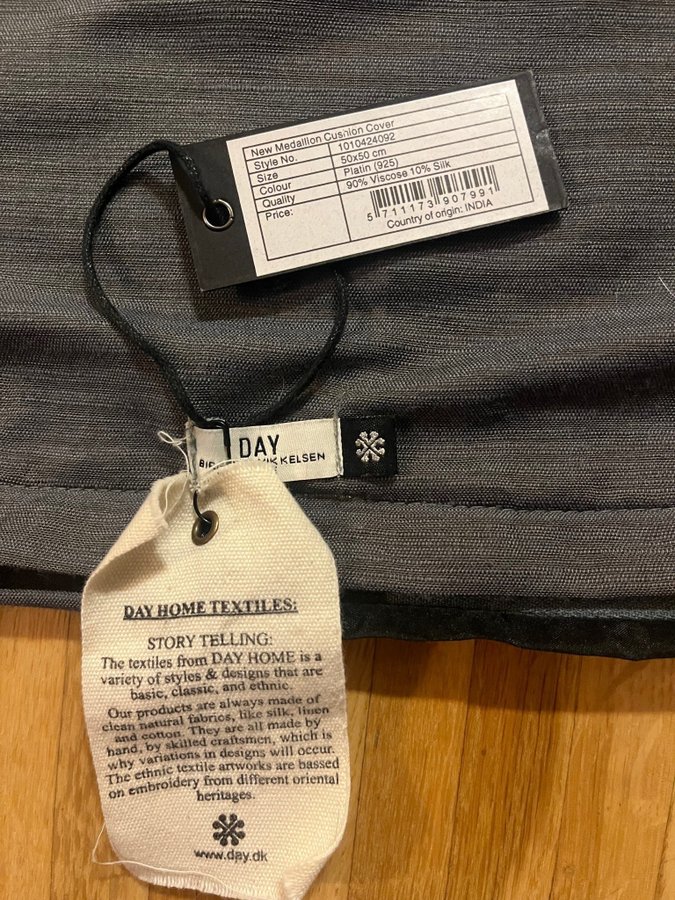 New Medallion Cushion Cover
Style No. 1010424092
Size 50x50 cm
Colour Platin (925)
Quality 90% Viscose 10% Silk
Price:
5 711173 907991
Country of origin: INDIA
DAY
KELSEN
DAY HOME TEXTILES:
STORY TELLING:
The textiles from DAY HOME is a
variety of styles & designs that are
basic, classic, and ethnic.
Our products are always made of
clean natural fabrics, like silk, linen
and cotton. They are all made by
hand, by skilled craftsmen, which is
why variations in designs will occur.
The ethnic textile artworks are bassed
on embroidery from different oriental
heritages.
www.day.dk